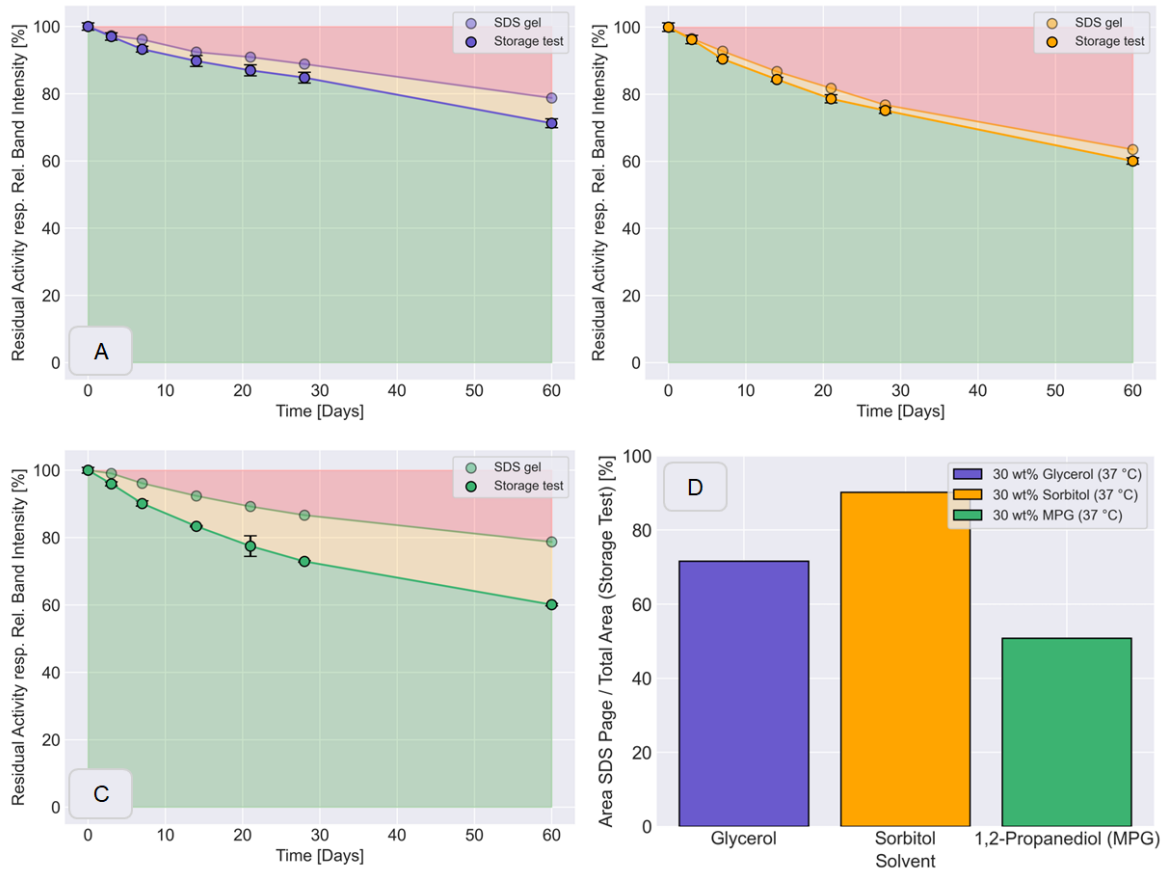 Residual Activity resp. Rel. Band Intensity [%]
100
80
60
40
20
0
SDS gel
Storage test
A
0 10 20 30 40 50 60
Time [Days]
Residual Activity resp. Rel. Band Intensity [%]
100
80
60
40
20
0
SDS gel
Storage test
0 10 20 30 40 50 60
Time [Days]
Residual Activity resp. Rel. Band Intensity [%]
100
80
60
40
20
0
SDS gel
Storage test
C
0 10 20 30 40 50 60
Time [Days]
Area SDS Page / Total Area (Storage Test) [%]
100
80
60
40
20
0
D
30 wt% Glycerol (37 °C)
30 wt% Sorbitol (37 °C)
30 wt% MPG (37 °C)
Glycerol Sorbitol 1,2-Propanediol (MPG)
Solvent